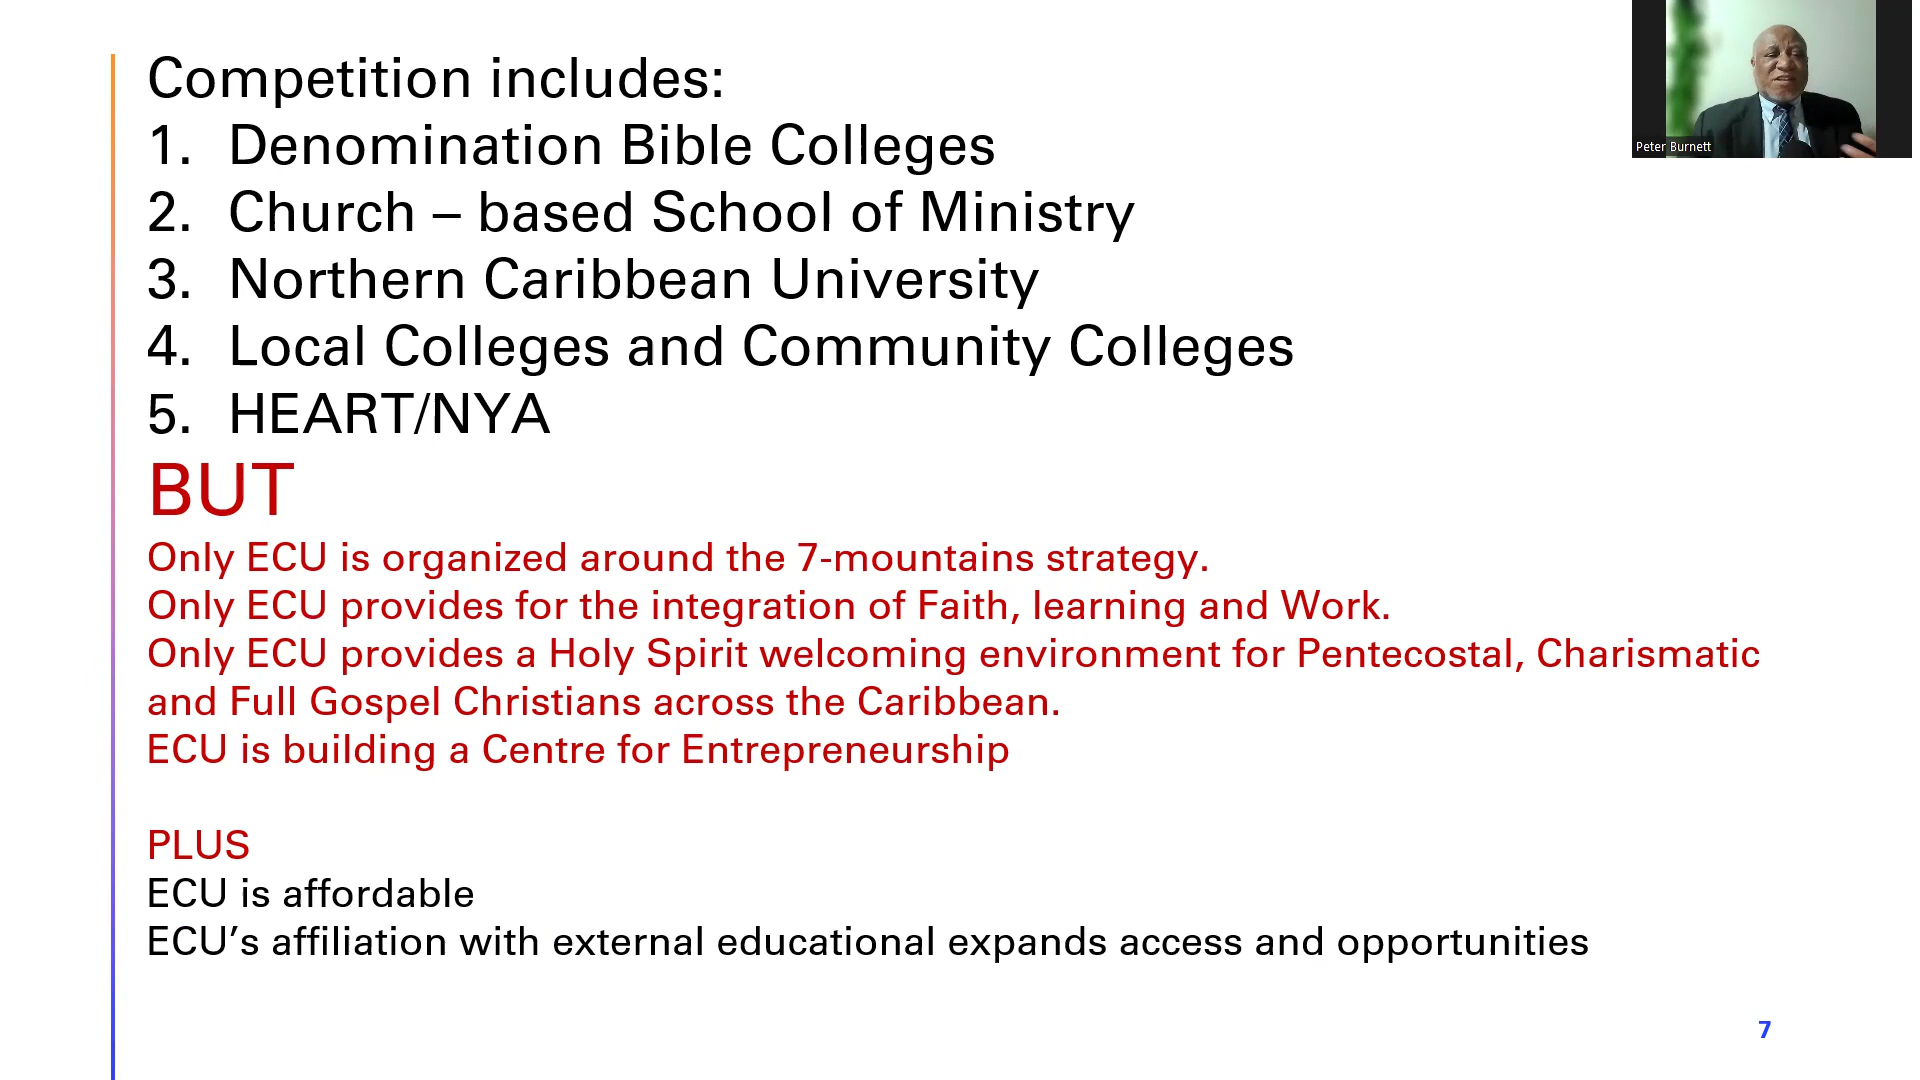 Competition includes:
1. Denomination Bible Colleges
2. Church – based School of Ministry
3. Northern Caribbean University
4. Local Colleges and Community Colleges
5. HEART/NYA
BUT
Only ECU is organized around the 7-mountains strategy.
Only ECU provides for the integration of Faith, learning and Work.
Only ECU provides a Holy Spirit welcoming environment for Pentecostal, Charismatic
and Full Gospel Christians across the Caribbean.
ECU is building a Centre for Entrepreneurship
PLUS
ECU is affordable
ECU’s affiliation with external educational expands access and opportunities
7
Peter Burnett